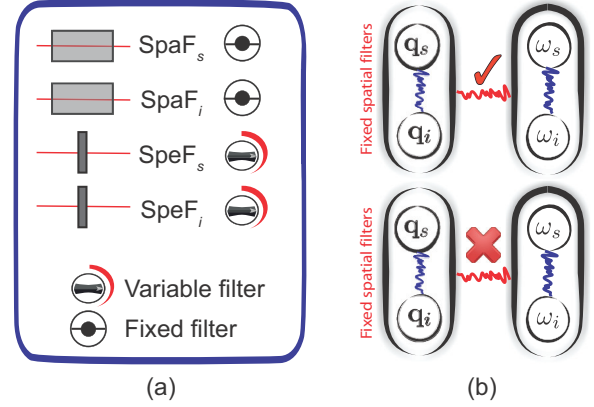 SpaF_s
SpaF_i
SpeF_s
SpeF_i
Variable filter
Fixed filter
(a)
Fixed spatial filters
q_s
q_i
ω_s
ω_i
Fixed spatial filters
q_s
q_i
ω_s
ω_i
(b)